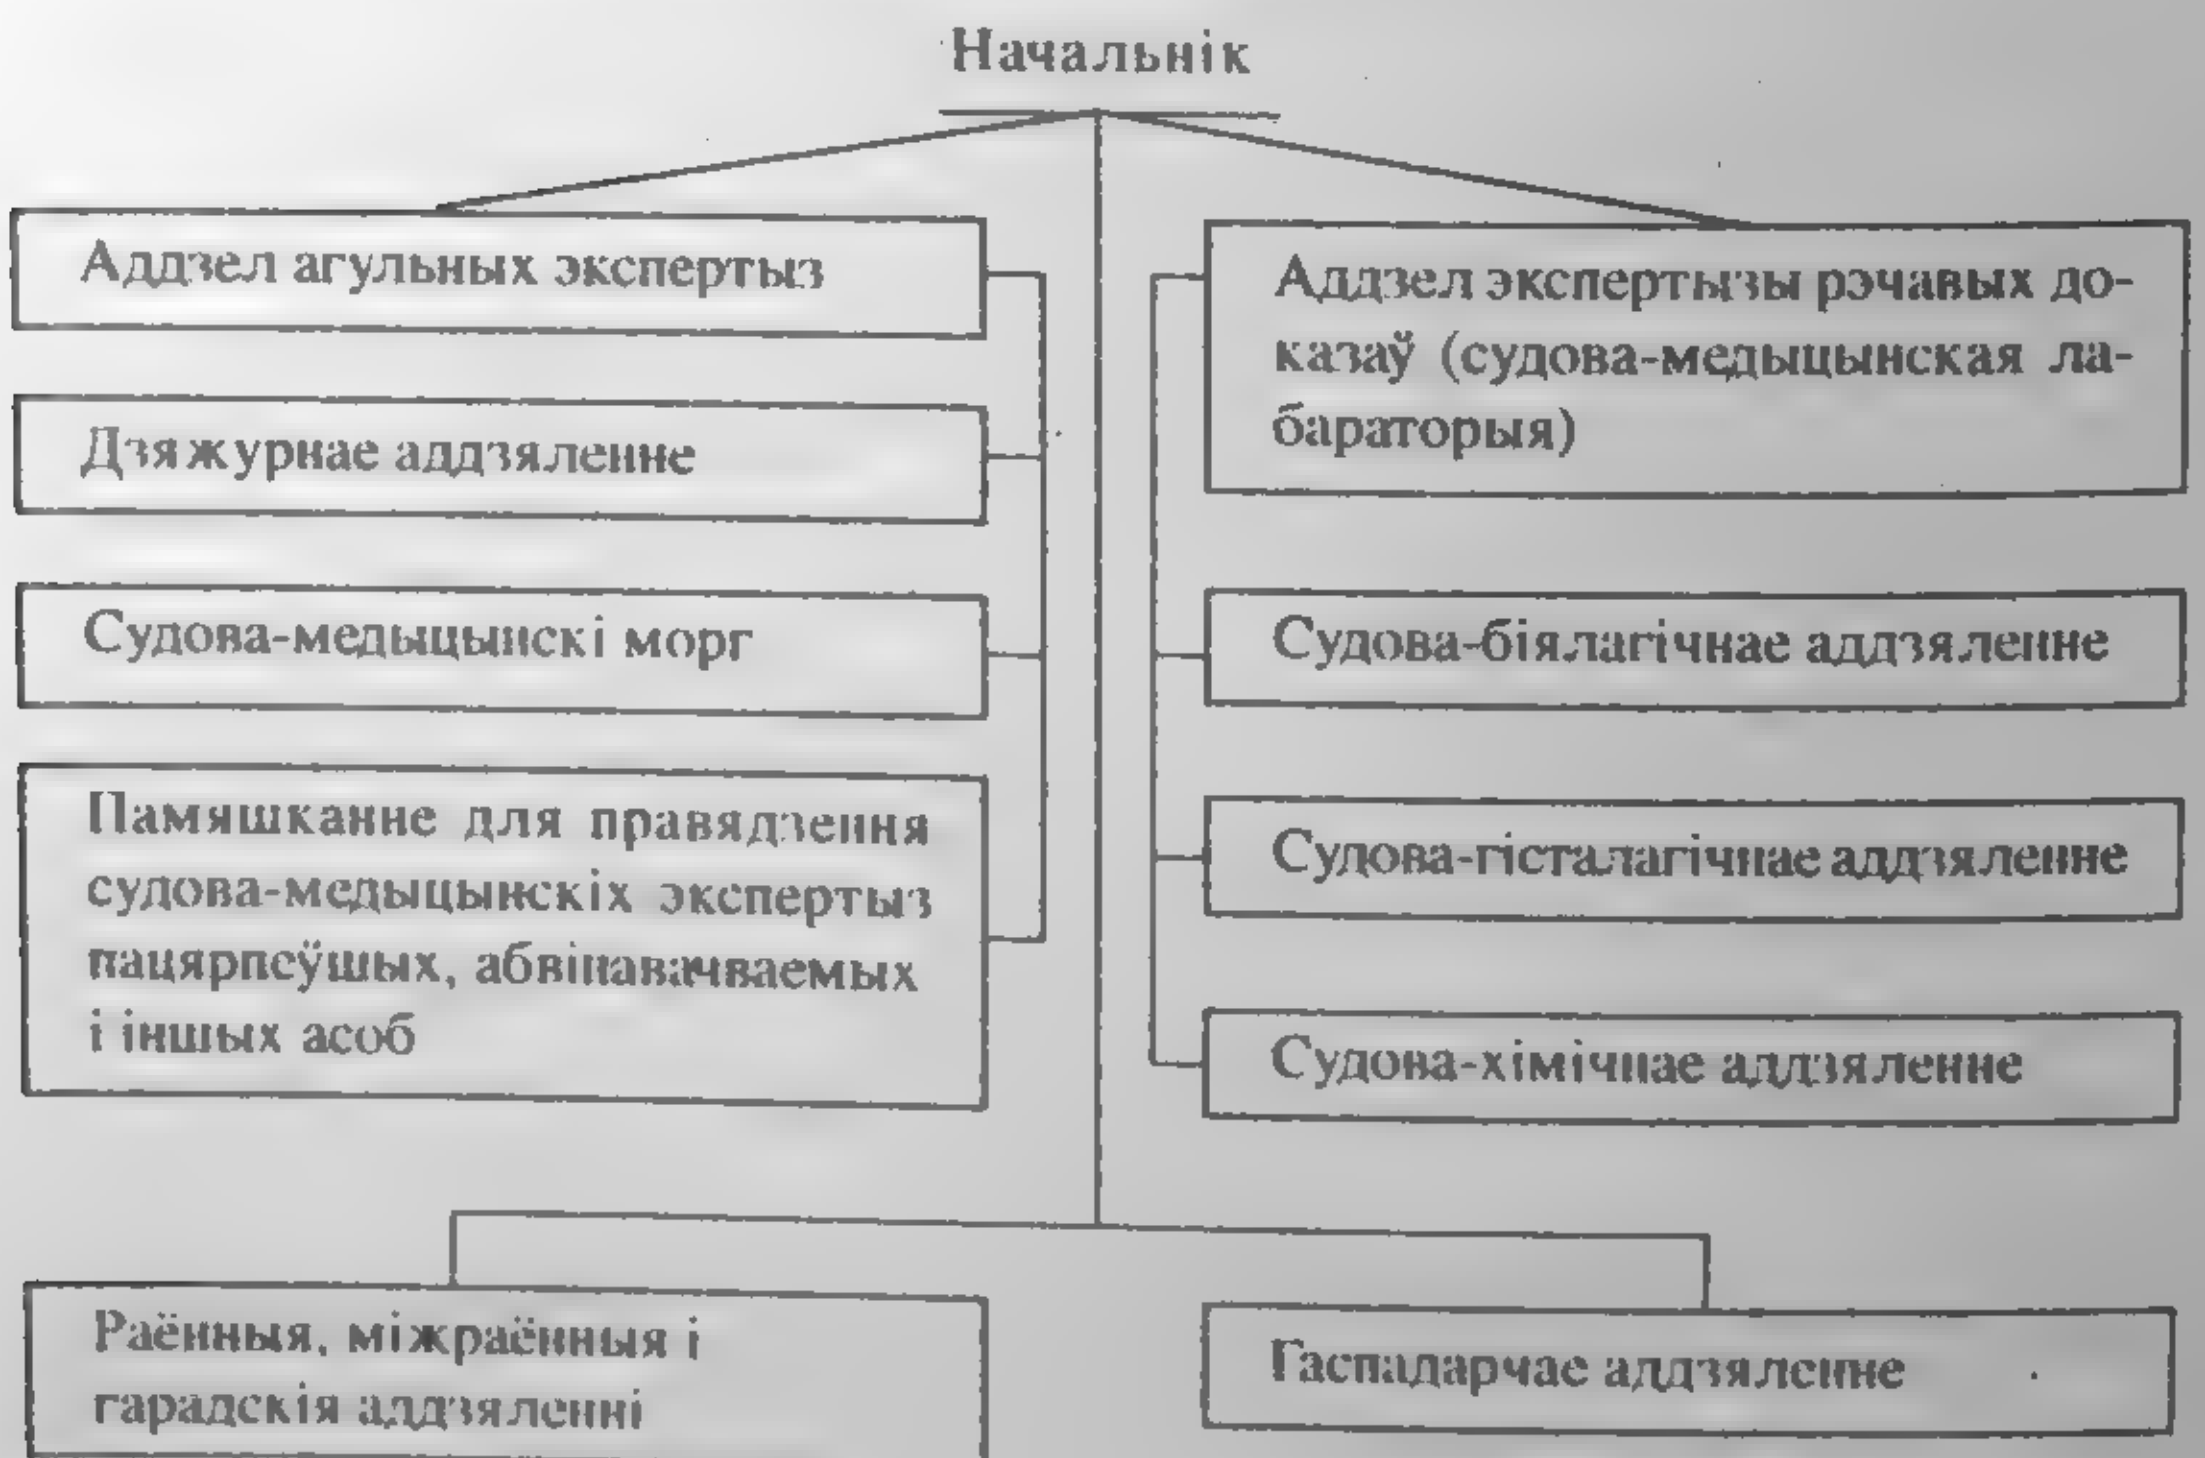 Начальнік
Аддзел агульных экспертыз
Дзяжурнае аддзяленне
Судова-медыцынскі морг
Памяшканне для правядзення
судова-медыцынскіх экспертыз
пацярпеўшых, абвінавачваемых
і іншых асоб
Аддзел экспертызы рэчавых до-
казаў (судова-медыцынская ла-
бараторыя)
Судова-біялагічнае аддзяленне
Судова-гісталагічнае аддзяленне
Судова-хімічнае аддзяленне
Раённыя, міжраённыя і
гарадскія аддзяленні
Гаспадарчае аддзяленне